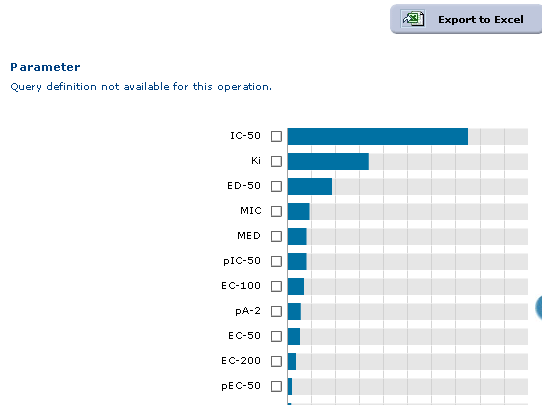 Export to Excel
Parameter
Query definition not available for this operation.
IC-50
Ki
ED-50
MIC
MED
pIC-50
EC-100
pA-2
EC-50
EC-200
pEC-50